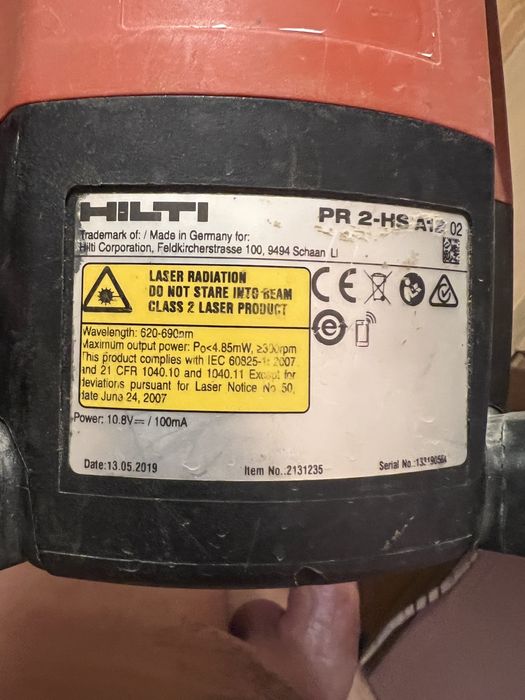 HILTI
PR 2-HS A12 02
Trademark of: / Made in Germany for:
Hilti Corporation, Feldkircherstrasse 100, 9494 Schaan LI
LASER RADIATION
DO NOT STARE INTO BEAM
CLASS 2 LASER PRODUCT
CE
Wavelength: 620-690nm
Maximum output power: Po<4.85mW, ≥300rpm
This product complies with IEC 60825-1: 2007
and 21 CFR 1040.10 and 1040.11 Except for
deviations pursuant for Laser Notice No 50,
date June 24, 2007
Power: 10.8V⎓ / 100mA
Date:13.05.2019
Item No.:2131235
Serial No.: